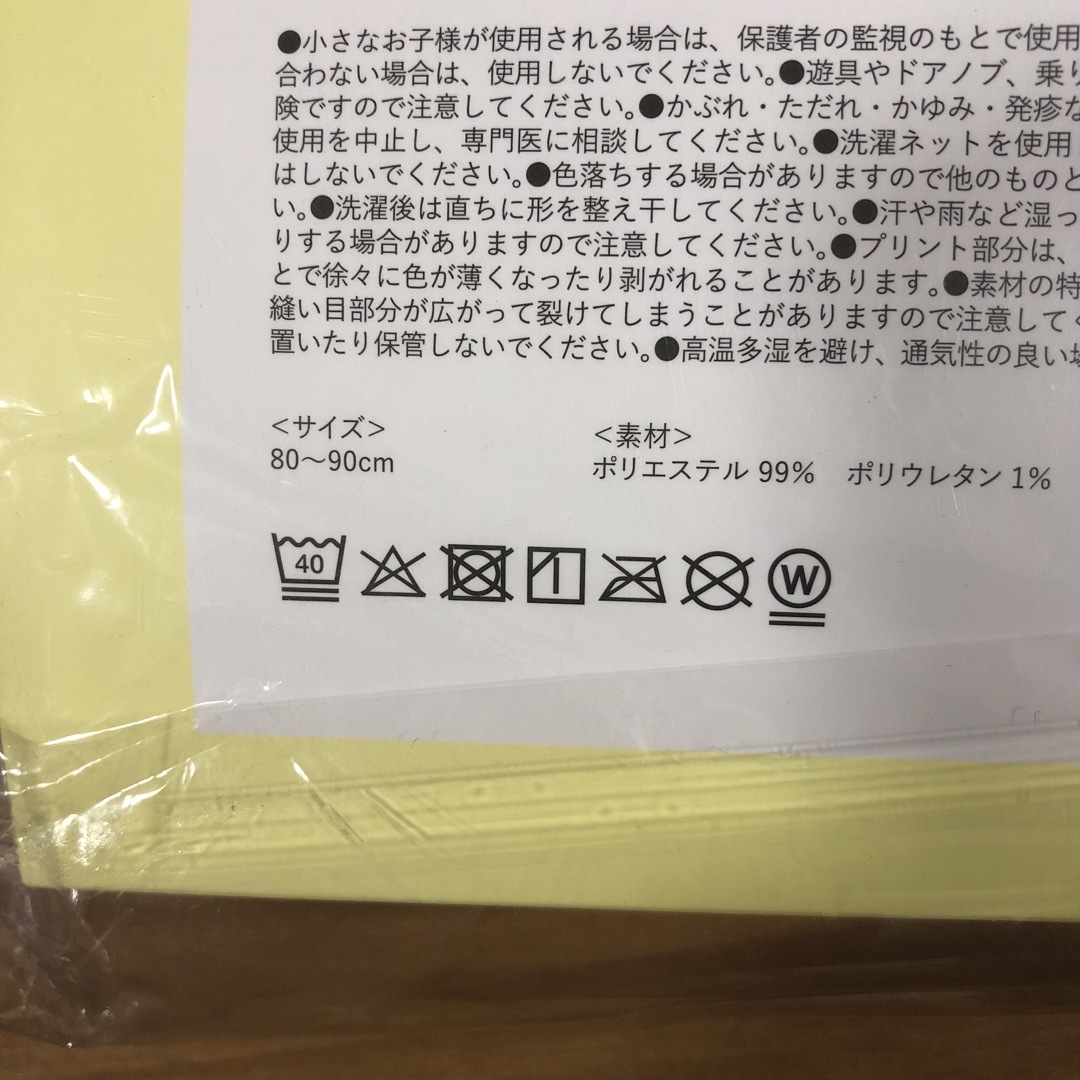 ●小さなお子様が使用される場合は、保護者の監視のもとで使用
合わない場合は、使用しないでください。●遊具やドアノブ、乗り
険ですので注意してください。●かぶれ・ただれ・かゆみ・発疹な
使用を中止し、専門医に相談してください。●洗濯ネットを使用し
はしないでください。●色落ちする場合がありますので他のものと
い。●洗濯後は直ちに形を整え干してください。●汗や雨など湿っ
りする場合がありますので注意してください。●プリント部分は、
とで徐々に色が薄くなったり剥がれることがあります。●素材の特
縫い目部分が広がって裂けてしまうことがありますので注意してく
置いたり保管しないでください。●高温多湿を避け、通気性の良い場
<サイズ>
80〜90cm
<素材>
ポリエステル 99% ポリウレタン 1%
40
W